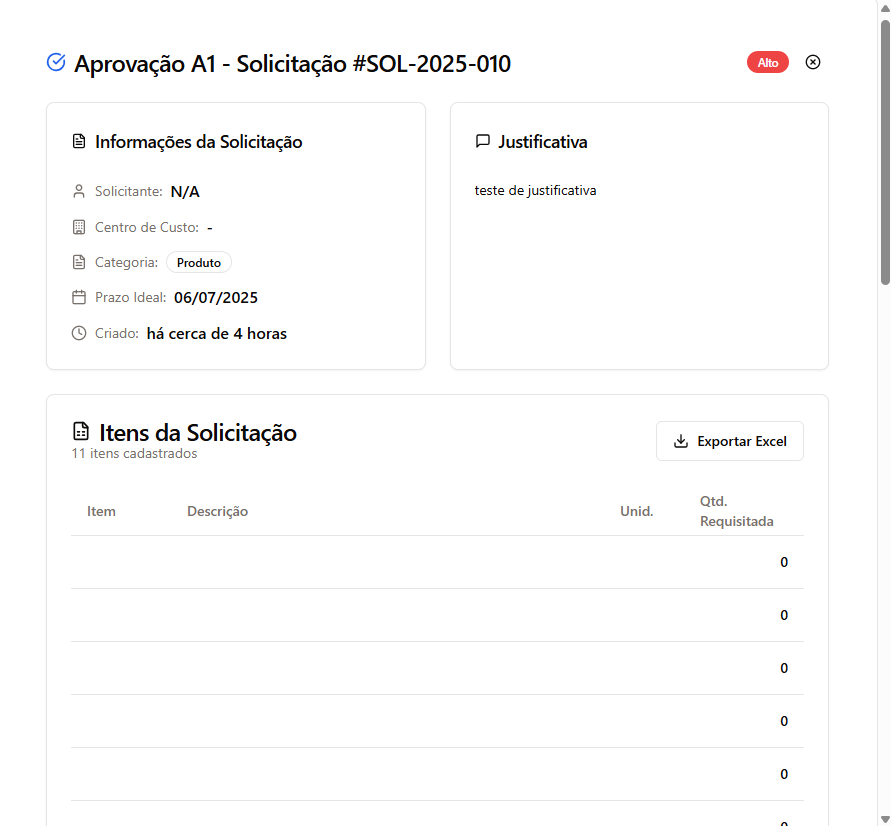 Aprovação A1 - Solicitação #SOL-2025-010
Alto
Informações da Solicitação
Solicitante: N/A
Centro de Custo: -
Categoria: Produto
Prazo Ideal: 06/07/2025
Criado: há cerca de 4 horas
Justificativa
teste de justificativa
Itens da Solicitação
11 itens cadastrados
Exportar Excel
Item Descrição Unid. Qtd.
Requisitada
0
0
0
0
0
0